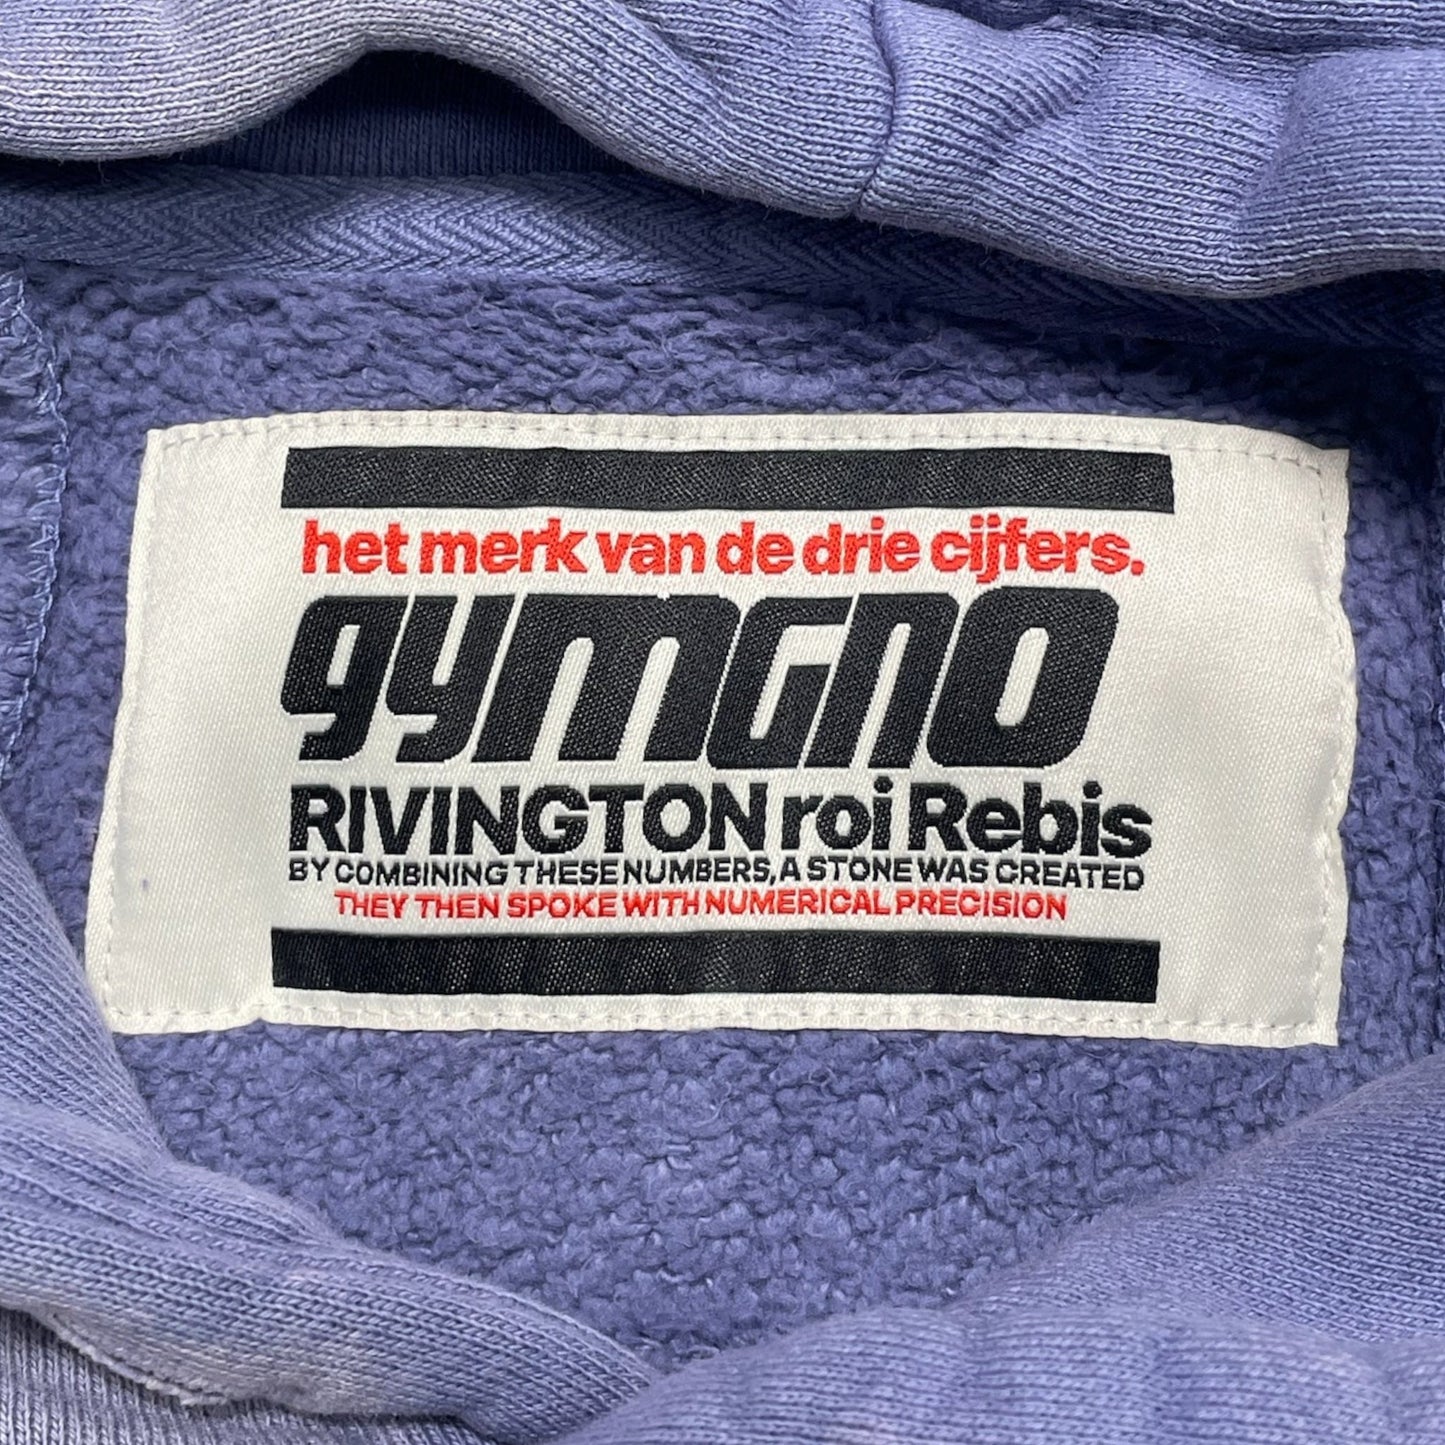 het merk van de drie cijfers.
gymgno
RIVINGTON roi Rebis
BY COMBINING THESE NUMBERS, A STONE WAS CREATED
THEY THEN SPOKE WITH NUMERICAL PRECISION